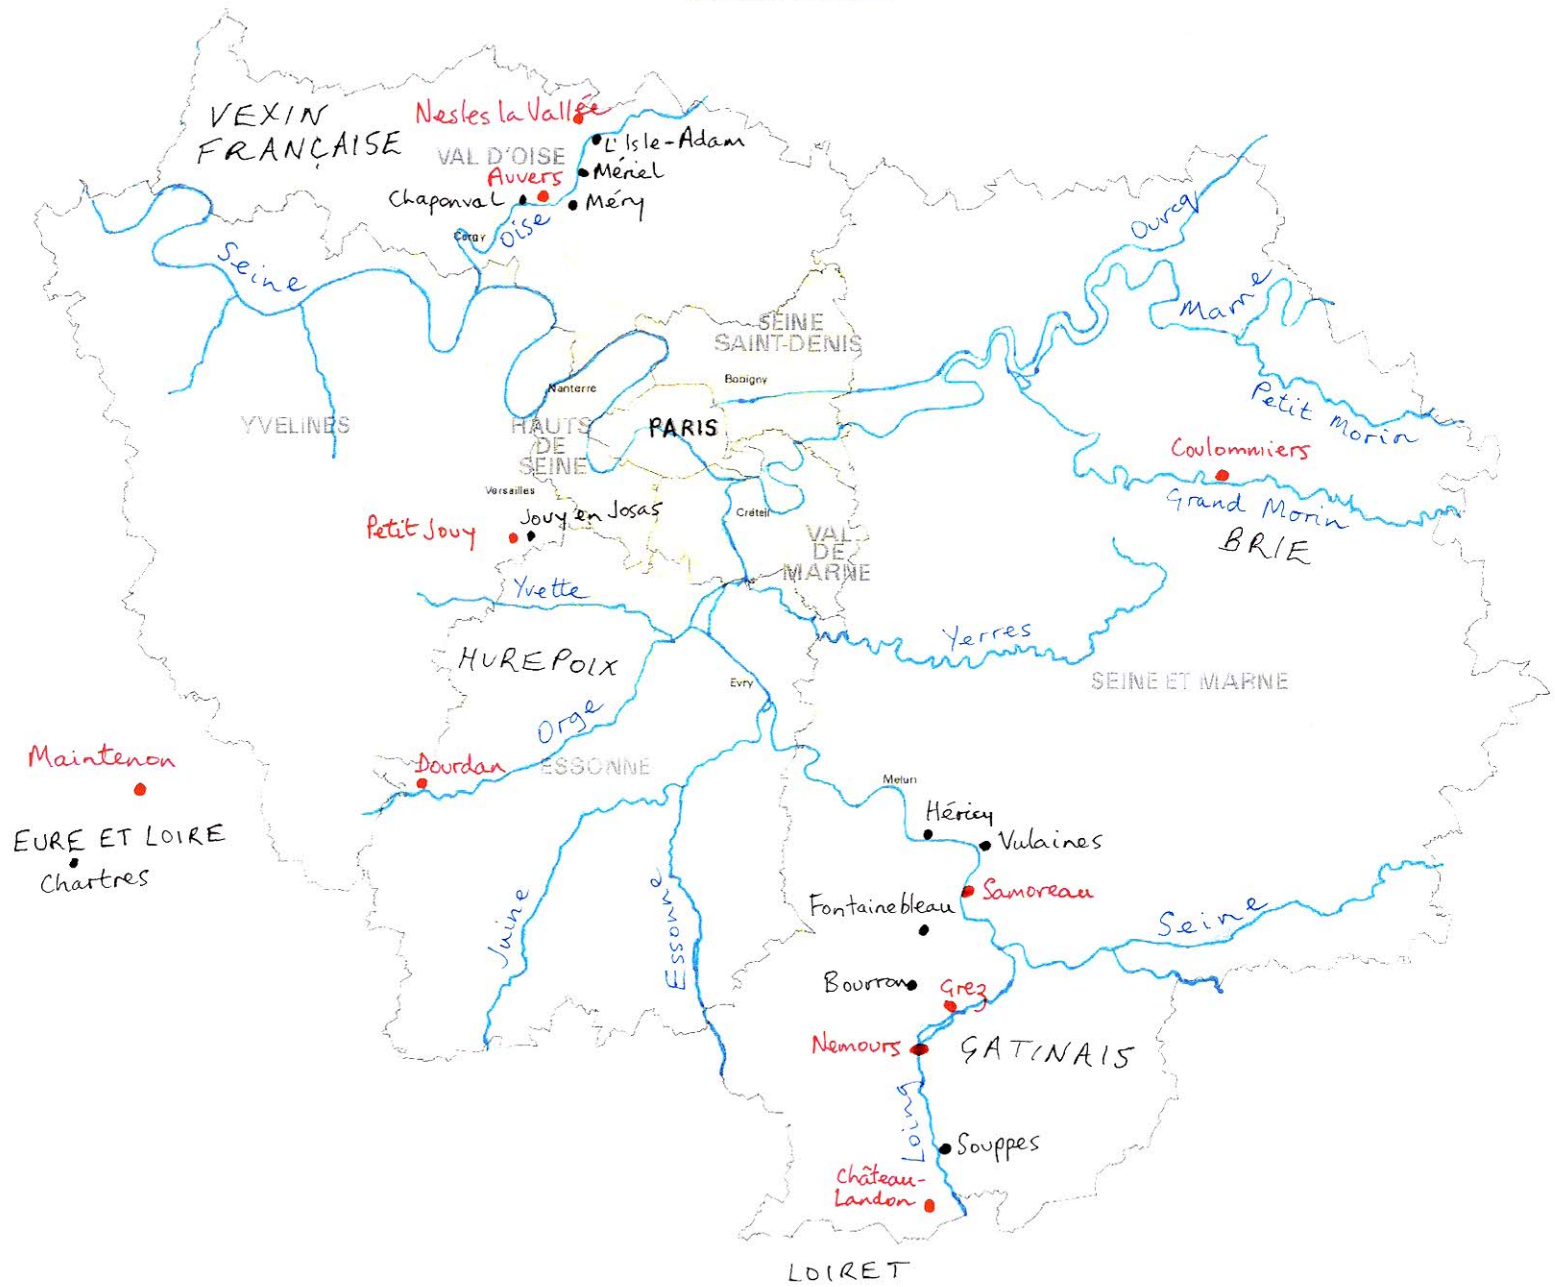 VEXIN
FRANÇAISE
Nesles la Vallée
VAL D'OISE
L'Isle-Adam
Mériel
Auvers
Chaponval
Méry
Oise
Cergy
Seine
Ourcq
Marne
Petit Morin
SEINE
SAINT-DENIS
Bobigny
Nanterre
PARIS
YVELINES
HAUTS
DE
SEINE
Coulommiers
Grand Morin
BRIE
Versailles
Jouy en Josas
Petit Jouy
Créteil
VAL
DE
MARNE
Yvette
Yerres
HUREPOIX
Evry
SEINE ET MARNE
Orge
ESSONNE
Dourdan
Maintenon
EURE ET LOIRE
Chartres
Melun
Héricy
Vulaines
Samoreau
Fontainebleau
Seine
Juine
Essonne
Bourron
Grez
Nemours
GATINAIS
Loing
Souppes
Château-
Landon
LOIRET